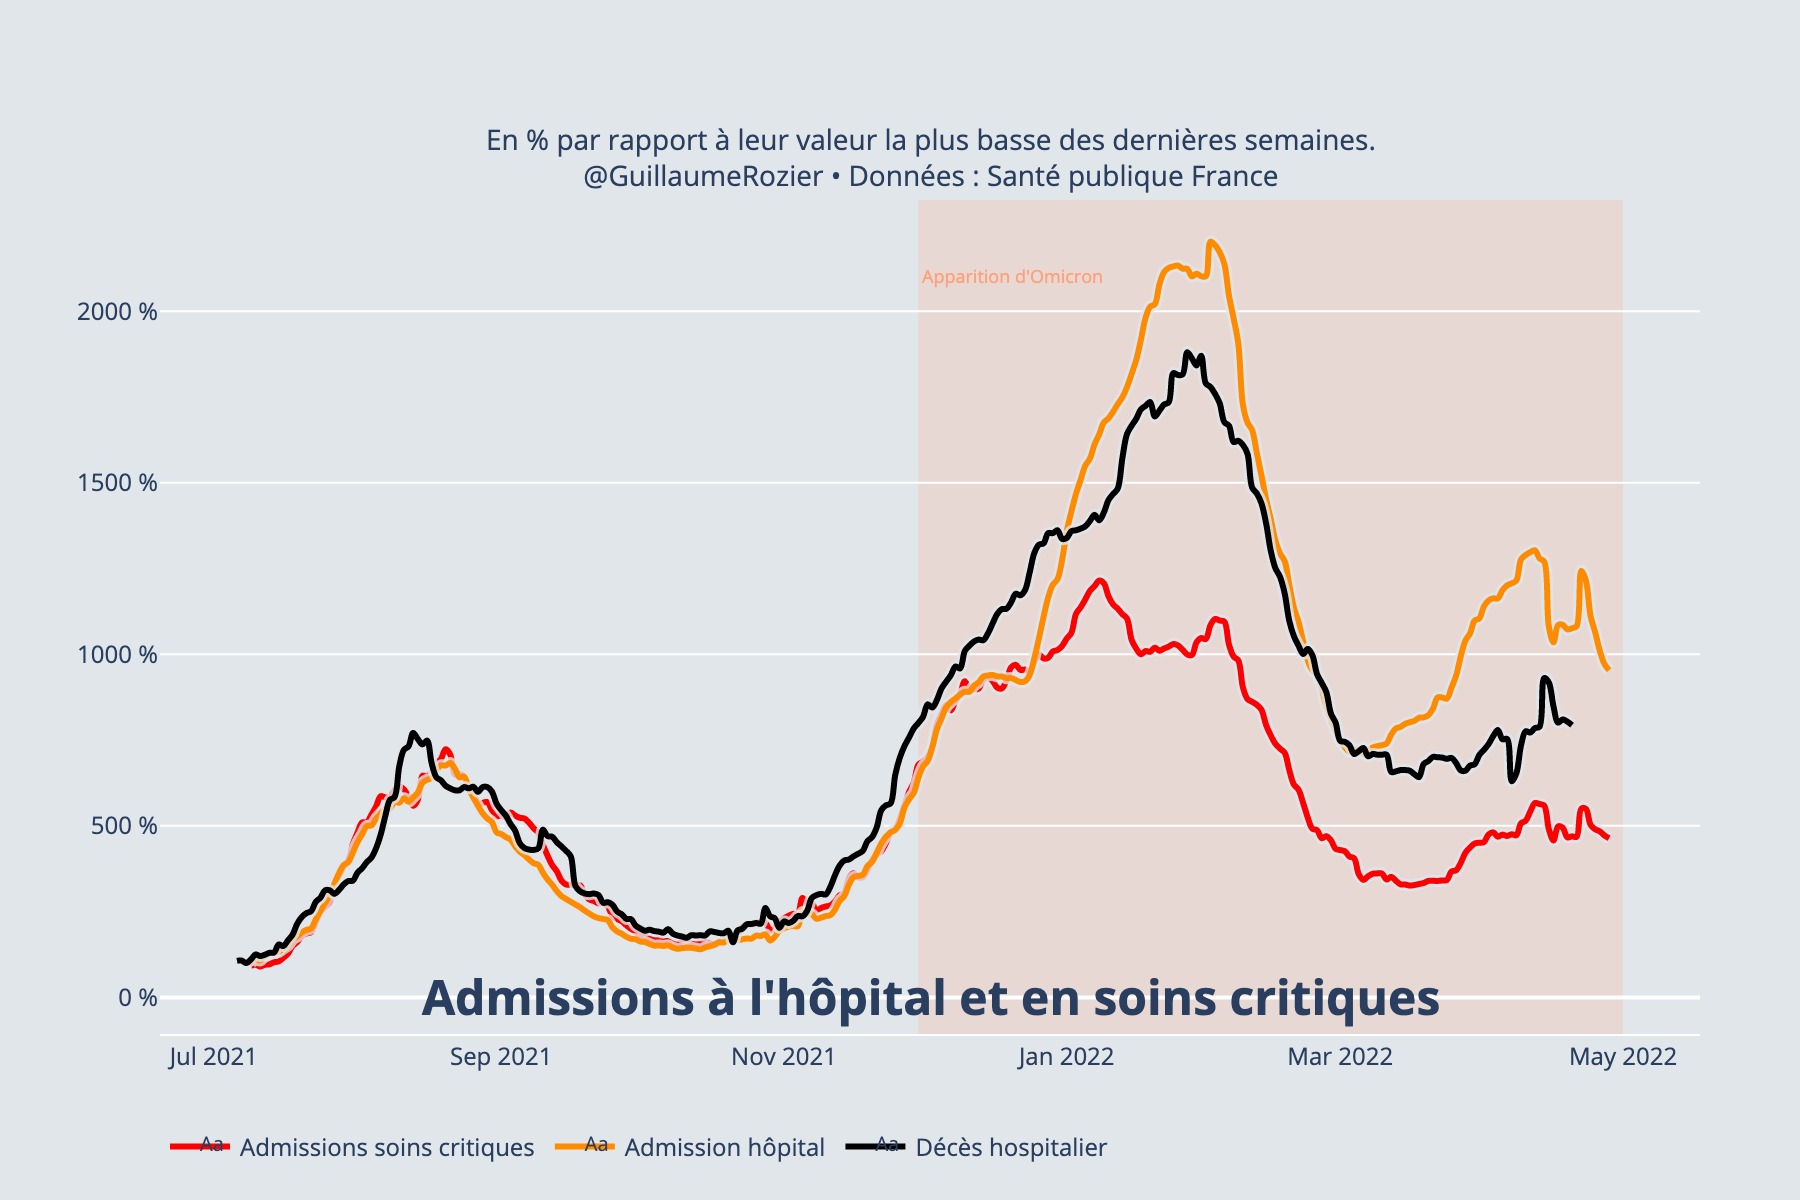 En % par rapport à leur valeur la plus basse des dernières semaines.
@GuillaumeRozier • Données : Santé publique France
Apparition d'Omicron
2000 %
1500 %
1000 %
500 %
0 %
Admissions à l'hôpital et en soins critiques
Jul 2021
Sep 2021
Nov 2021
Jan 2022
Mar 2022
May 2022
Aa Admissions soins critiques
Aa Admission hôpital
Aa Décès hospitalier